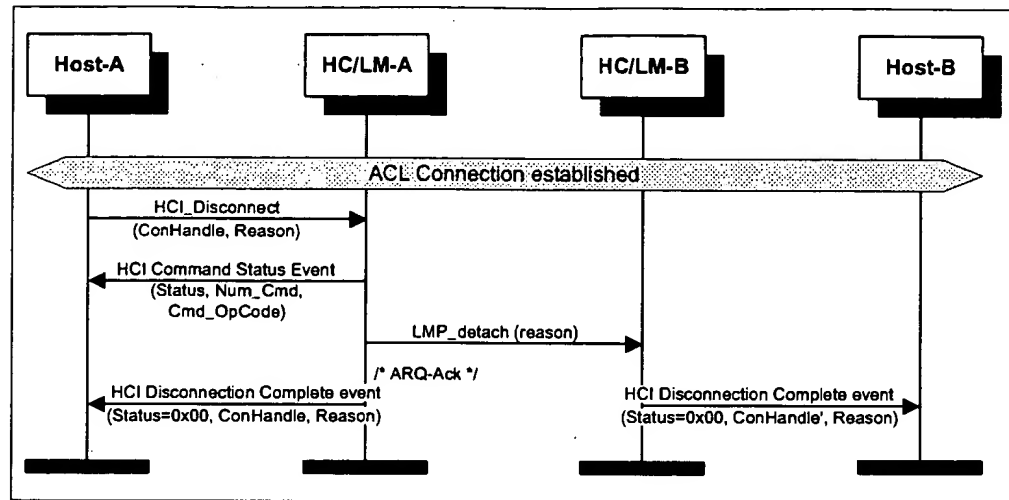 Host-A
HC/LM-A
HC/LM-B
Host-B
ACL Connection established
HCI_Disconnect
(ConHandle, Reason)
HCI Command Status Event
(Status, Num_Cmd,
Cmd_OpCode)
LMP_detach (reason)
/* ARQ-Ack */
HCI Disconnection Complete event
(Status=0x00, ConHandle, Reason)
HCI Disconnection Complete event
(Status=0x00, ConHandle', Reason)